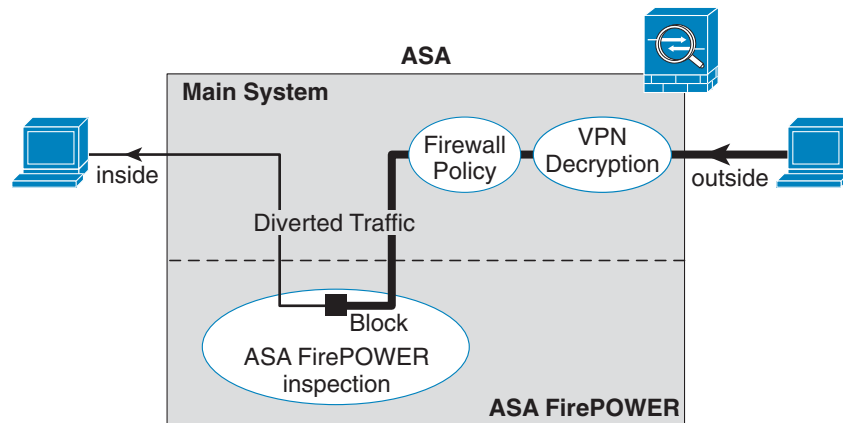 ASA
Main System
Firewall
Policy
VPN
Decryption
inside
outside
Diverted Traffic
Block
ASA FirePOWER
inspection
ASA FirePOWER